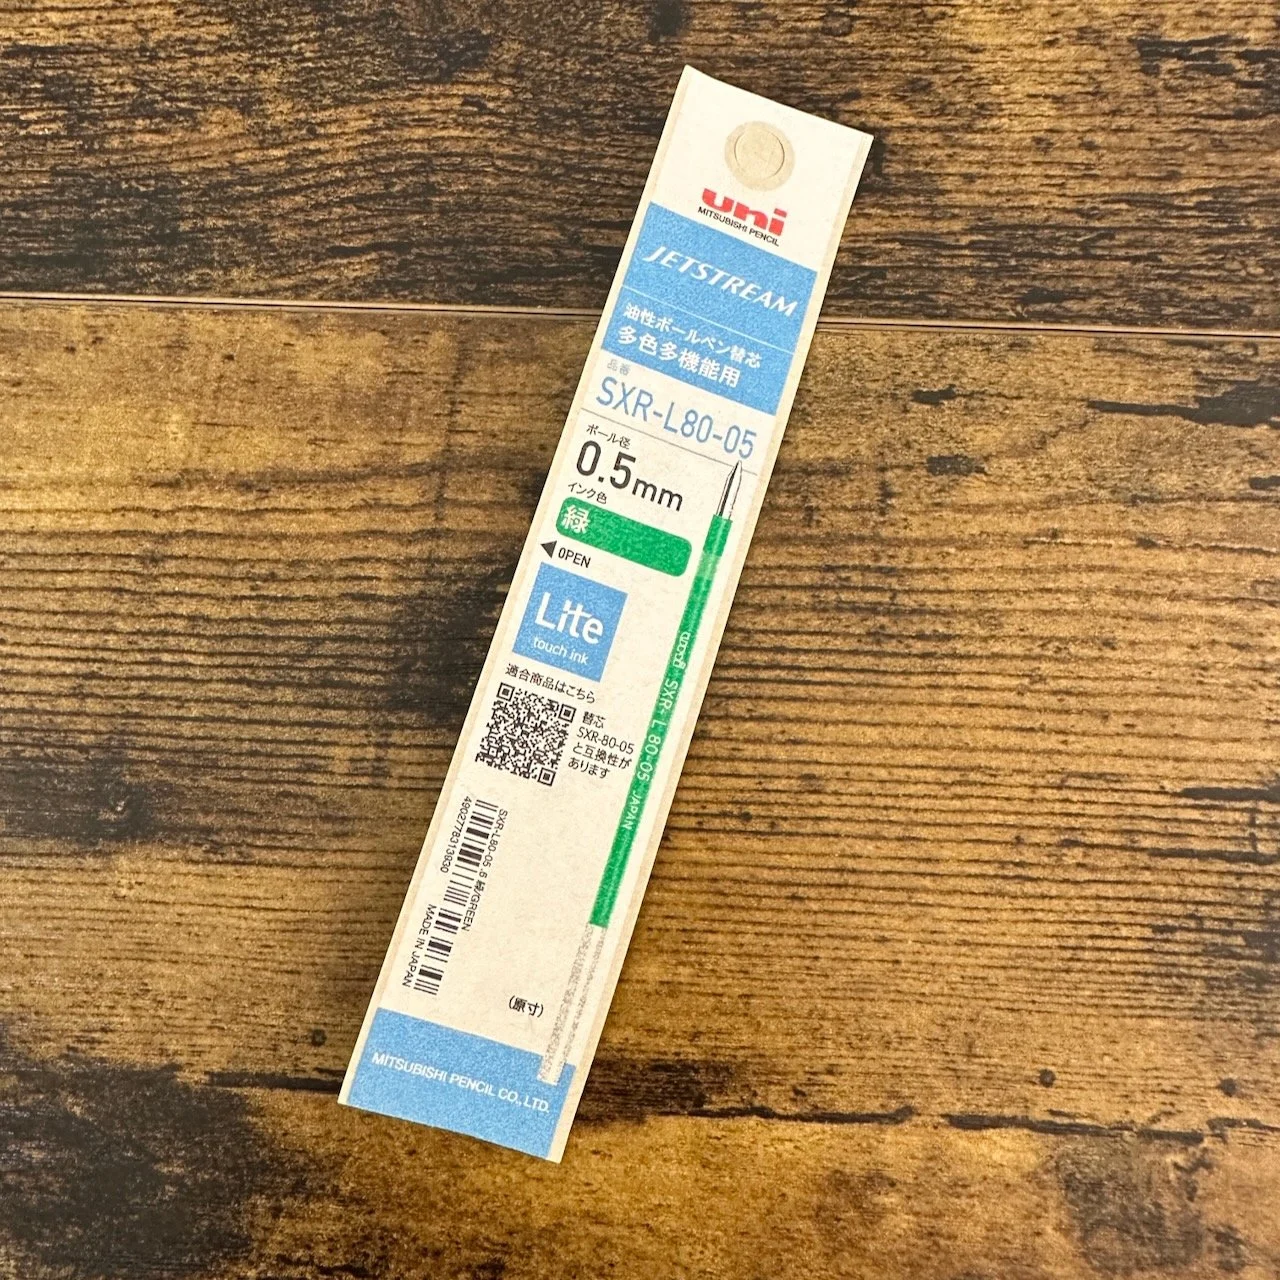 uni
MITSUBISHI PENCIL
JETSTREAM
油性ボールペン替芯
多色多機能用
品番
SXR-L80-05
ボール径
0.5mm
インク色
緑
OPEN
Lite
touch ink
適合商品はこちら
替芯
SXR-80-05
と互換性が
あります
SXR-L80-05 JAPAN
SXR-L80-05 .6 緑/GREEN
4902778313930
MADE IN JAPAN
(原寸)
MITSUBISHI PENCIL CO., LTD.